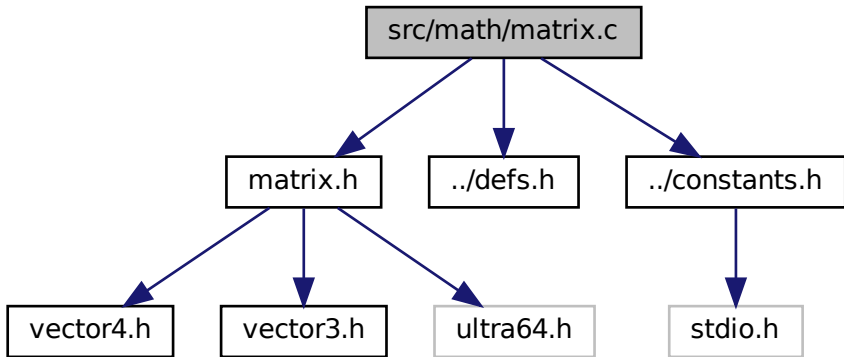 src/math/matrix.c
matrix.h
../defs.h
../constants.h
vector4.h
vector3.h
ultra64.h
stdio.h